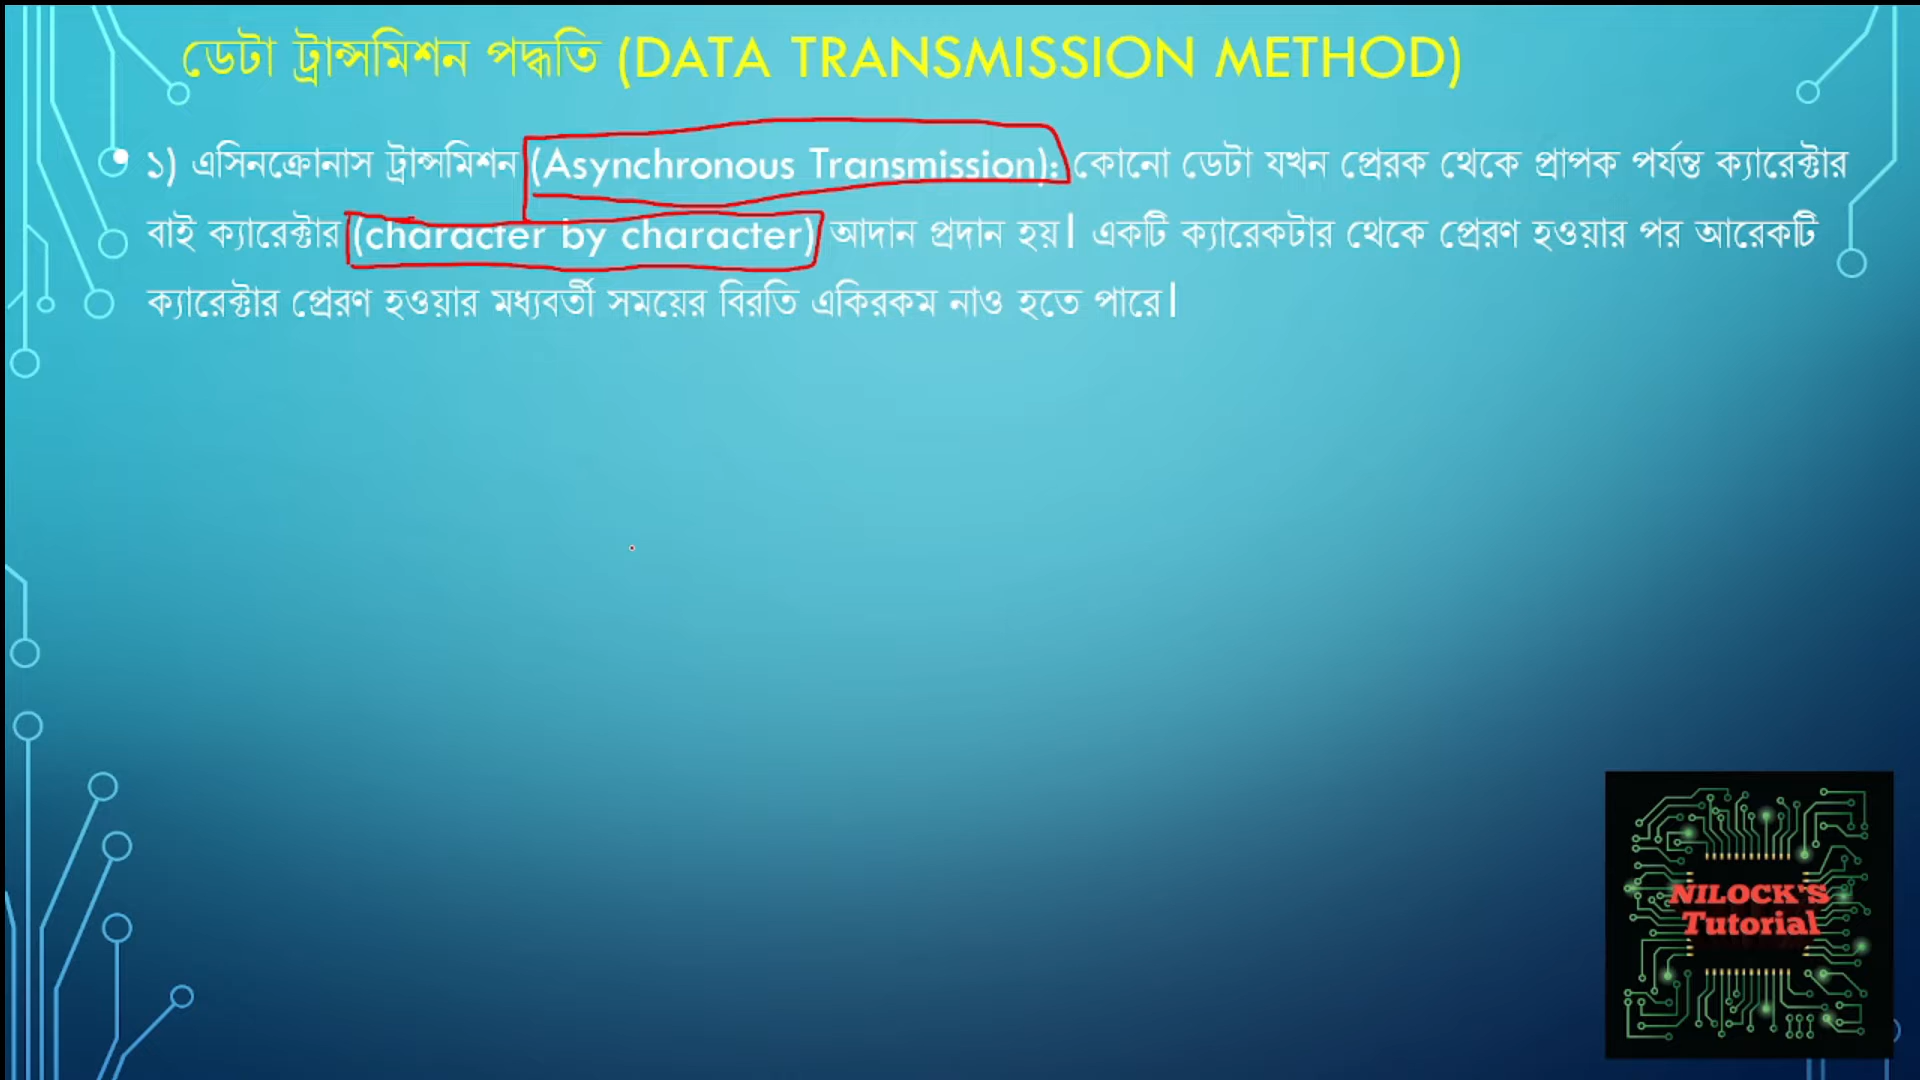 ডেটা ট্রান্সমিশন পদ্ধতি (DATA TRANSMISSION METHOD)
১) এসিনক্রোনাস ট্রান্সমিশন (Asynchronous Transmission): কোনো ডেটা যখন প্রেরক থেকে প্রাপক পর্যন্ত ক্যারেক্টার
বাই ক্যারেক্টার (character by character) আদান প্রদান হয়। একটি ক্যারেকটার থেকে প্রেরণ হওয়ার পর আরেকটি
ক্যারেক্টার প্রেরণ হওয়ার মধ্যবর্তী সময়ের বিরতি একিরকম নাও হতে পারে।
NILOCK'S
Tutorial